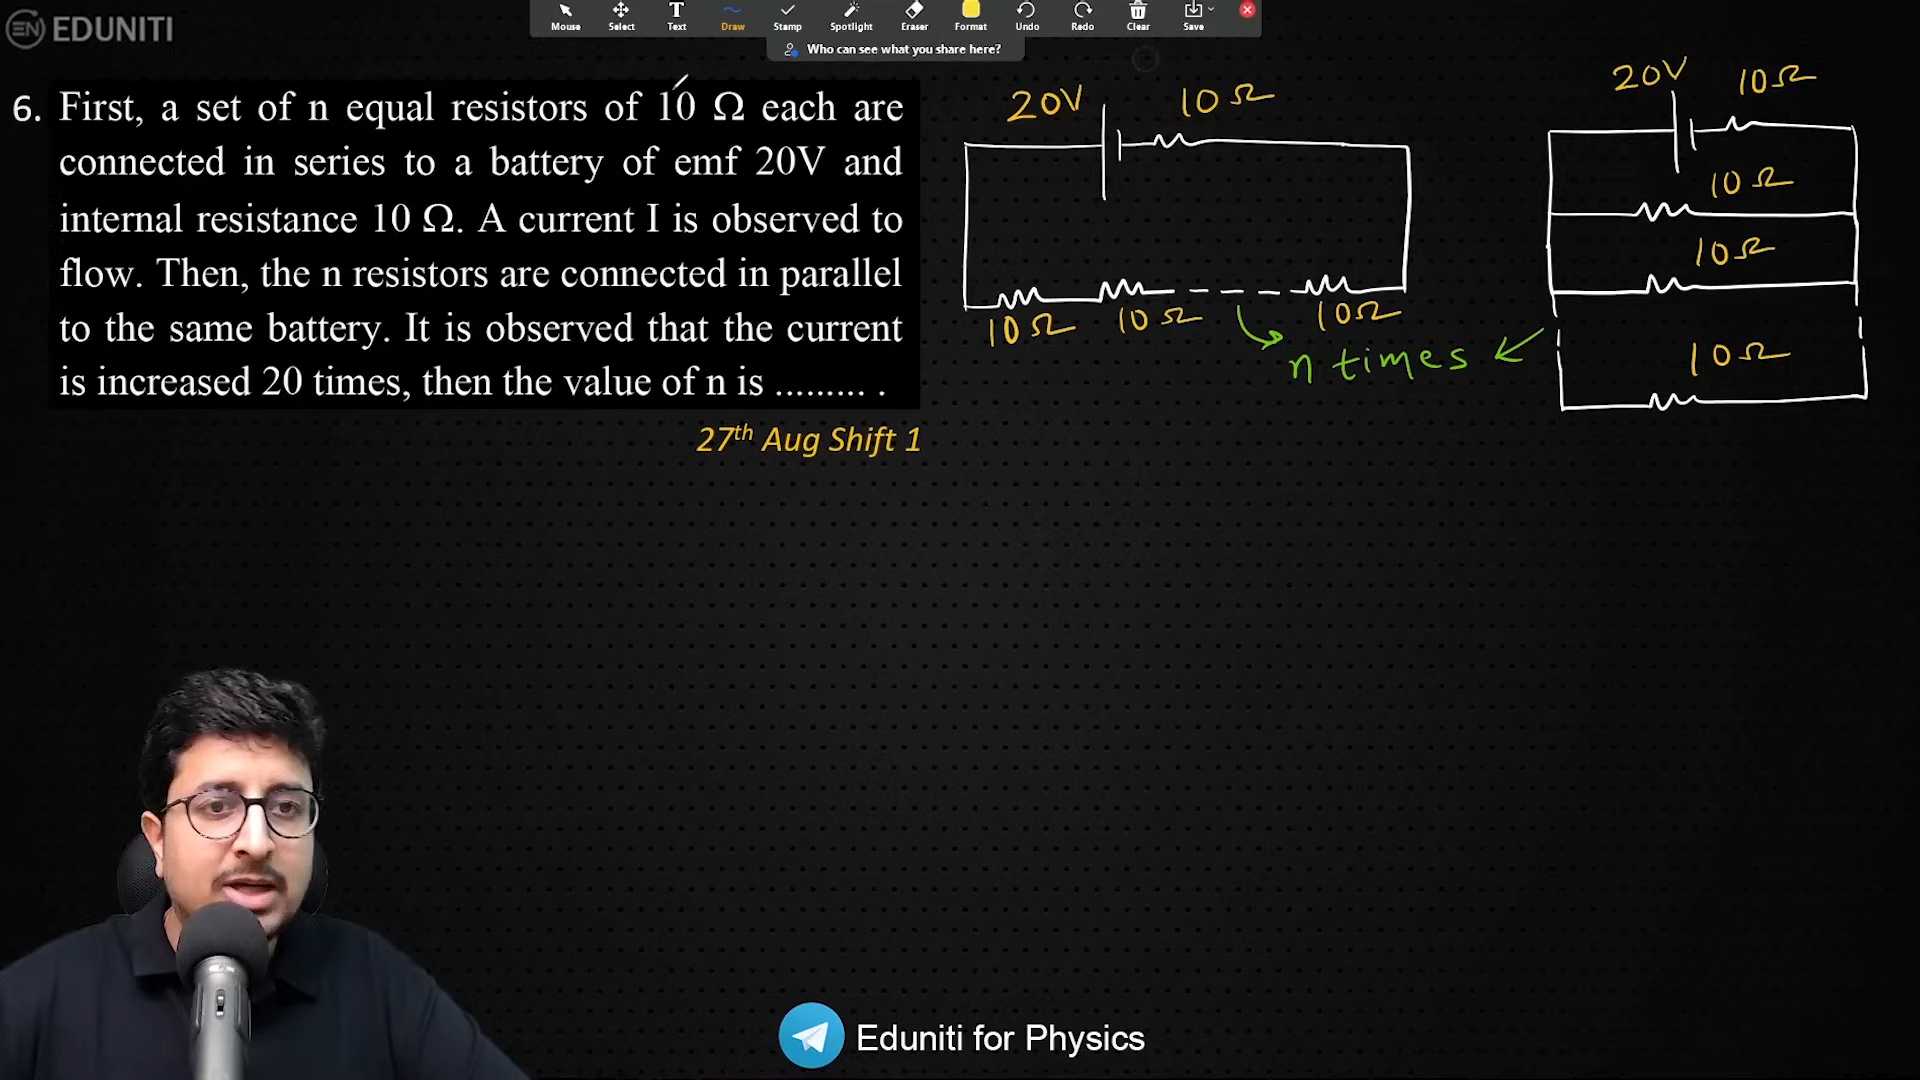 EN EDUNITI
Mouse Select Text Draw Stamp Spotlight Eraser Format Undo Redo Clear Save
Who can see what you share here?
6. First, a set of n equal resistors of 10 Ω each are
connected in series to a battery of emf 20V and
internal resistance 10 Ω. A current I is observed to
flow. Then, the n resistors are connected in parallel
to the same battery. It is observed that the current
is increased 20 times, then the value of n is ......... .
27th Aug Shift 1
20V 10Ω
10Ω 10Ω 10Ω
n times
20V 10Ω
10Ω
10Ω
10Ω
Eduniti for Physics